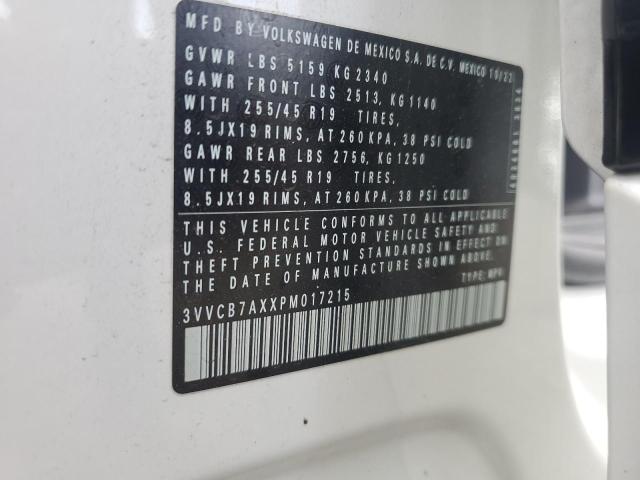 MFD BY VOLKSWAGEN DE MEXICO S.A. DE C.V. MEXICO 10/22
GVWR LBS 5159 KG 2340
GAWR FRONT LBS 2513, KG 1140
WITH 255/45 R19 TIRES,
8.5JX19 RIMS, AT 260 KPA, 38 PSI COLD
GAWR REAR LBS 2756, KG 1250
WITH 255/45 R19 TIRES,
8.5JX19 RIMS, AT 260 KPA, 38 PSI COLD
THIS VEHICLE CONFORMS TO ALL APPLICABLE
U.S. FEDERAL MOTOR VEHICLE SAFETY AND
THEFT PREVENTION STANDARDS IN EFFECT ON
THE DATE OF MANUFACTURE SHOWN ABOVE.
TYPE: MPV
3VVCB7AXXPM017215